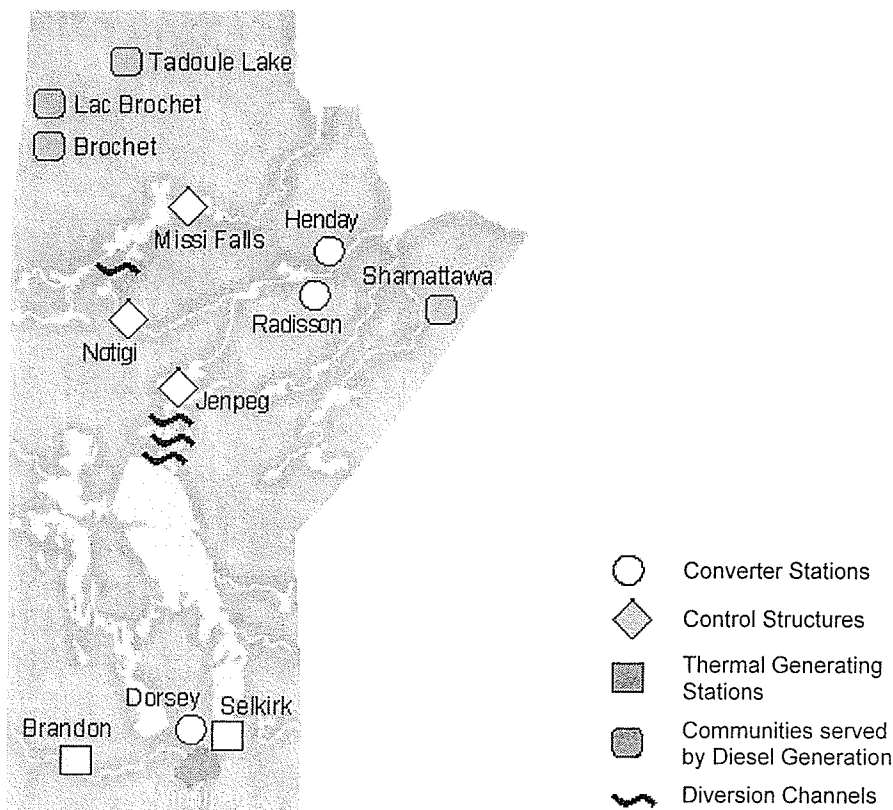 Tadoule Lake
Lac Brochet
Brochet
Missi Falls
Henday
Shamattawa
Radisson
Notigi
Jenpeg
Dorsey
Selkirk
Brandon
Converter Stations
Control Structures
Thermal Generating
Stations
Communities served
by Diesel Generation
Diversion Channels